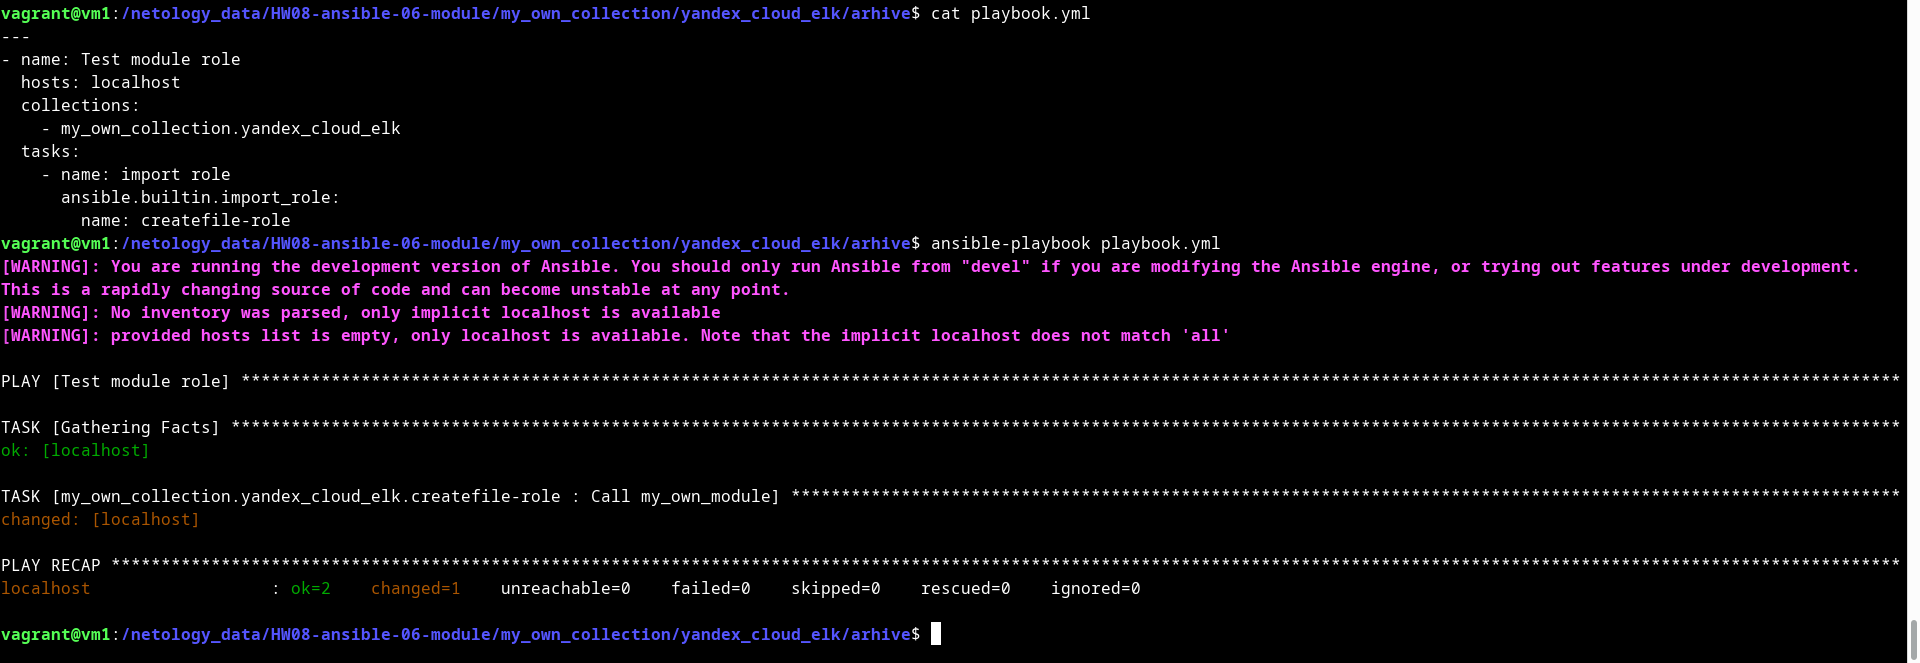 vagrant@vm1:/netology_data/HW08-ansible-06-module/my_own_collection/yandex_cloud_elk/arhive$ cat playbook.yml
---
- name: Test module role
  hosts: localhost
  collections:
    - my_own_collection.yandex_cloud_elk
  tasks:
    - name: import role
      ansible.builtin.import_role:
        name: createfile-role
vagrant@vm1:/netology_data/HW08-ansible-06-module/my_own_collection/yandex_cloud_elk/arhive$ ansible-playbook playbook.yml
[WARNING]: You are running the development version of Ansible. You should only run Ansible from "devel" if you are modifying the Ansible engine, or trying out features under development.
This is a rapidly changing source of code and can become unstable at any point.
[WARNING]: No inventory was parsed, only implicit localhost is available
[WARNING]: provided hosts list is empty, only localhost is available. Note that the implicit localhost does not match 'all'

PLAY [Test module role] **********************************************************************************************************************************************************************

TASK [Gathering Facts] ***********************************************************************************************************************************************************************
ok: [localhost]

TASK [my_own_collection.yandex_cloud_elk.createfile-role : Call my_own_module] ***************************************************************************************************************
changed: [localhost]

PLAY RECAP ***********************************************************************************************************************************************************************************
localhost                  : ok=2    changed=1    unreachable=0    failed=0    skipped=0    rescued=0    ignored=0

vagrant@vm1:/netology_data/HW08-ansible-06-module/my_own_collection/yandex_cloud_elk/arhive$